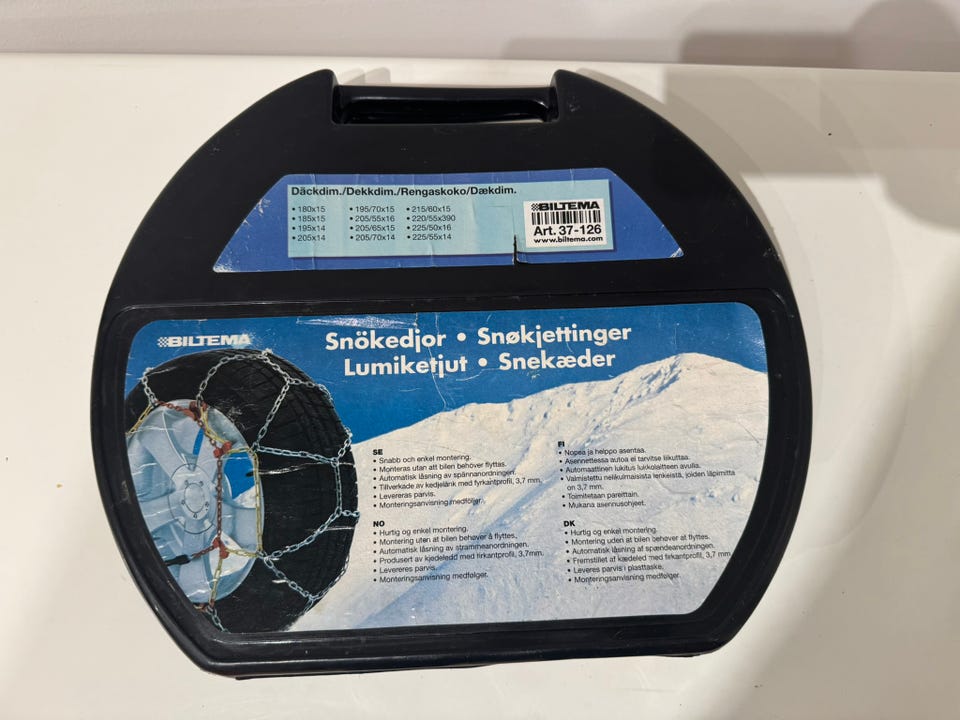 Däckdim./Dekkdim./Rengaskoko/Dækdim.
• 180x15 • 195/70x15 • 215/60x15
• 185x15 • 205/55x16 • 220/55x390
• 195x14 • 205/65x15 • 225/50x16
• 205x14 • 205/70x14 • 225/55x14
BILTEMA
Art. 37-126
www.biltema.com
BILTEMA
Snökedjor • Snøkjettinger
Lumiketjut • Snekæder
SE
• Snabb och enkel montering.
• Monteras utan att bilen behöver flyttas.
• Automatisk låsning av spännanordningen.
• Tillverkade av kedjelänk med fyrkantprofil, 3,7 mm.
• Levereras parvis.
• Monteringsanvisning medföljer.
FI
• Nopea ja helppo asentaa.
• Asennettessa autoa ei tarvitse liikuttaa.
• Automaattinen lukitus lukkolaitteen avulla.
• Valmistettu nelikulmaisista lenkeistä, joiden läpimitta
on 3,7 mm.
• Toimitetaan pareittain.
• Mukana asennusohjeet.
NO
• Hurtig og enkel montering.
• Montering uten at bilen behøver å flyttes.
• Automatisk låsning av strammeanordningen.
• Produsert av kjedeledd med firkantprofil, 3,7mm.
• Levereres parvis.
• Monteringsanvisning medfølger.
DK
• Hurtig og enkel montering.
• Montering uden at bilen behøver at flyttes.
• Automatisk låsning af spændeanordningen.
• Fremstillet af kædeled med firkantprofil, 3,7 mm.
• Leveres parvis i plasttaske.
• Monteringsanvisning medfølger.